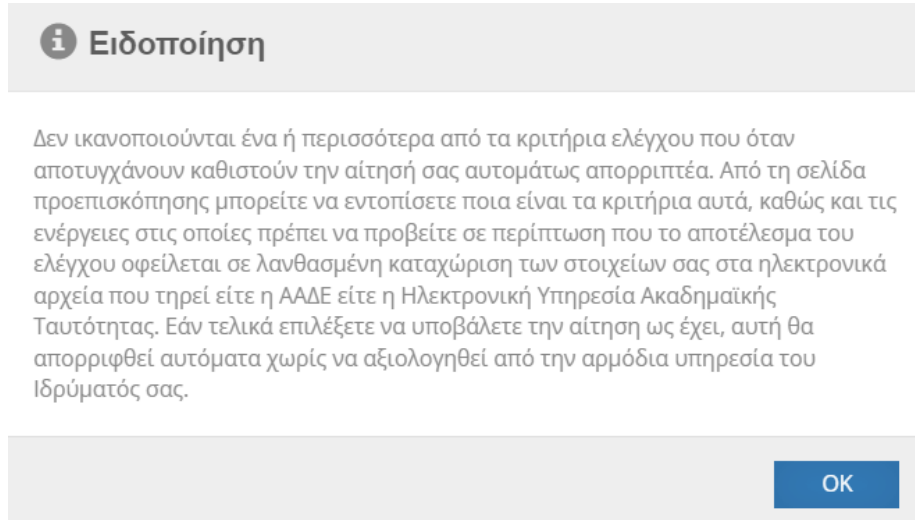 Ειδοποίηση
Δεν ικανοποιούνται ένα ή περισσότερα από τα κριτήρια ελέγχου που όταν
αποτυγχάνουν καθιστούν την αίτησή σας αυτομάτως απορριπτέα. Από τη σελίδα
προεπισκόπησης μπορείτε να εντοπίσετε ποια είναι τα κριτήρια αυτά, καθώς και τις
ενέργειες στις οποίες πρέπει να προβείτε σε περίπτωση που το αποτέλεσμα του
ελέγχου οφείλεται σε λανθασμένη καταχώριση των στοιχείων σας στα ηλεκτρονικά
αρχεία που τηρεί είτε η ΑΑΔΕ είτε η Ηλεκτρονική Υπηρεσία Ακαδημαϊκής
Ταυτότητας. Εάν τελικά επιλέξετε να υποβάλετε την αίτηση ως έχει, αυτή θα
απορριφθεί αυτόματα χωρίς να αξιολογηθεί από την αρμόδια υπηρεσία του
Ιδρύματός σας.
OK